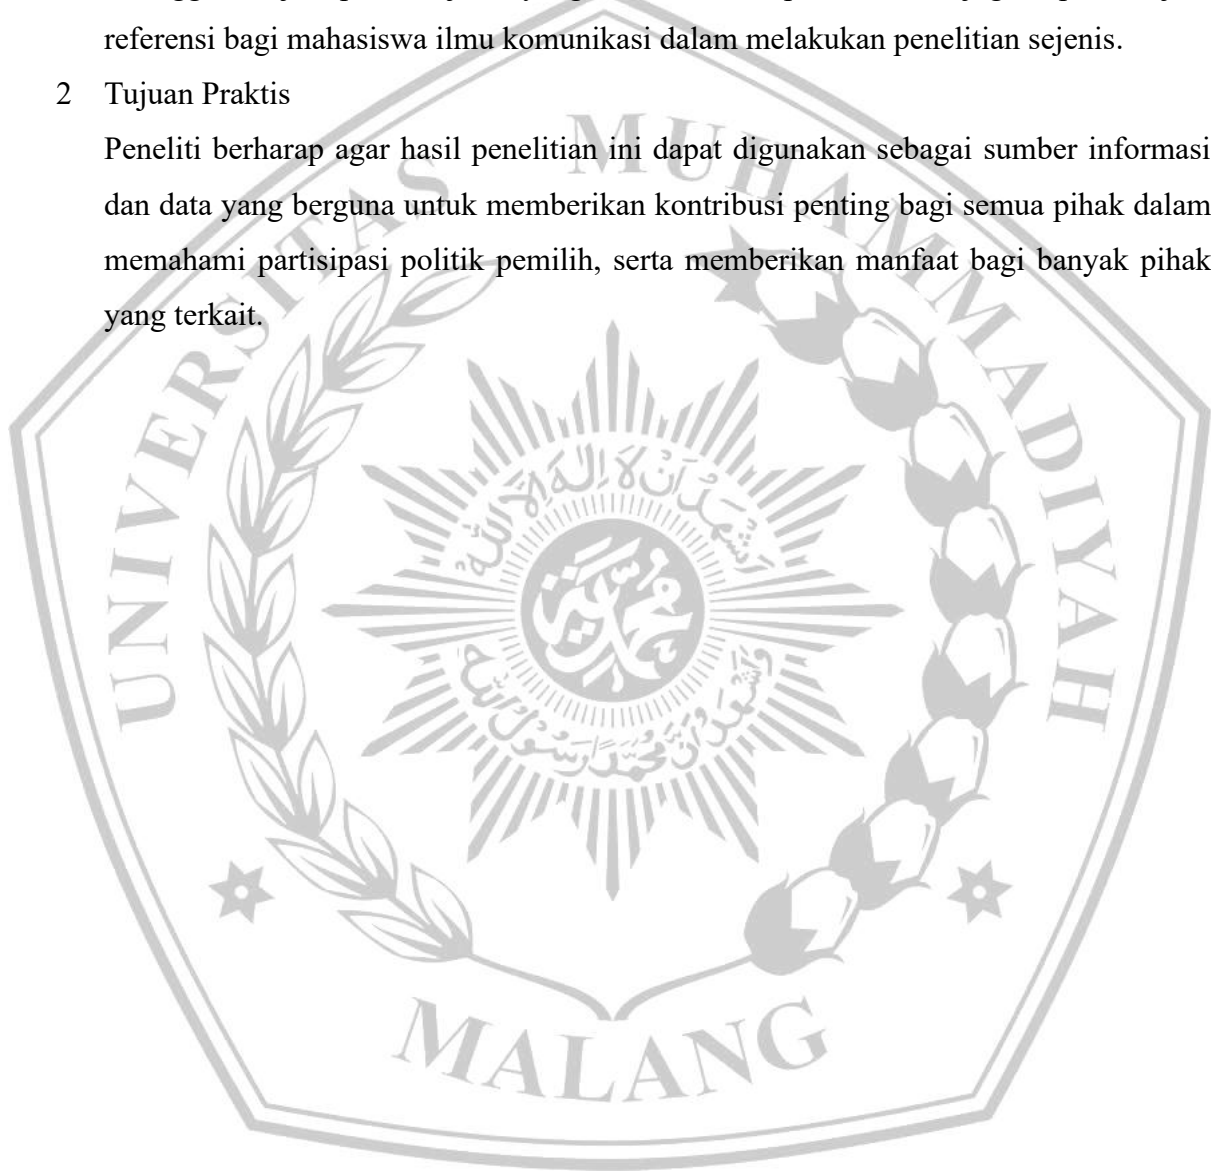 referensi bagi mahasiswa ilmu komunikasi dalam melakukan penelitian sejenis.
2 Tujuan Praktis
Peneliti berharap agar hasil penelitian ini dapat digunakan sebagai sumber informasi
dan data yang berguna untuk memberikan kontribusi penting bagi semua pihak dalam
memahami partisipasi politik pemilih, serta memberikan manfaat bagi banyak pihak
yang terkait.
UNIVERSITAS MUHAMMADIYAH
MALANG